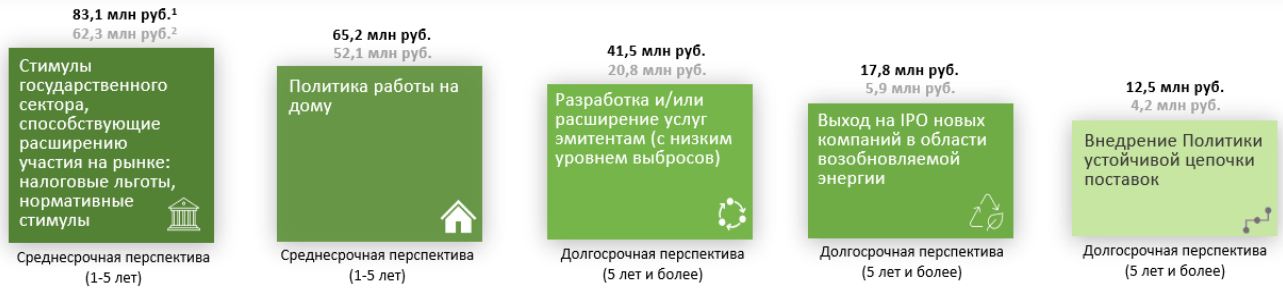 83,1 млн руб.¹
62,3 млн руб.²
Стимулы
государственного
сектора,
способствующие
расширению
участия на рынке:
налоговые льготы,
нормативные
стимулы
Среднесрочная перспектива
(1-5 лет)
65,2 млн руб.
52,1 млн руб.
Политика работы на
дому
Среднесрочная перспектива
(1-5 лет)
41,5 млн руб.
20,8 млн руб.
Разработка и/или
расширение услуг
эмитентам (с низким
уровнем выбросов)
Долгосрочная перспектива
(5 лет и более)
17,8 млн руб.
5,9 млн руб.
Выход на IPO новых
компаний в области
возобновляемой
энергии
Долгосрочная перспектива
(5 лет и более)
12,5 млн руб.
4,2 млн руб.
Внедрение Политики
устойчивой цепочки
поставок
Долгосрочная перспектива
(5 лет и более)